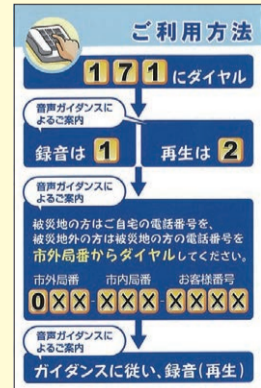 ご利用方法
171にダイヤル
音声ガイダンスに
よるご案内
録音は 1 再生は 2
音声ガイダンスに
よるご案内
被災地の方はご自宅の電話番号を、
被災地外の方は被災地の方の電話番号を
市外局番からダイヤルしてください。
市外局番 市内局番 お客様番号
0XX-XXX-XXXX
音声ガイダンスに
よるご案内
ガイダンスに従い、録音(再生)